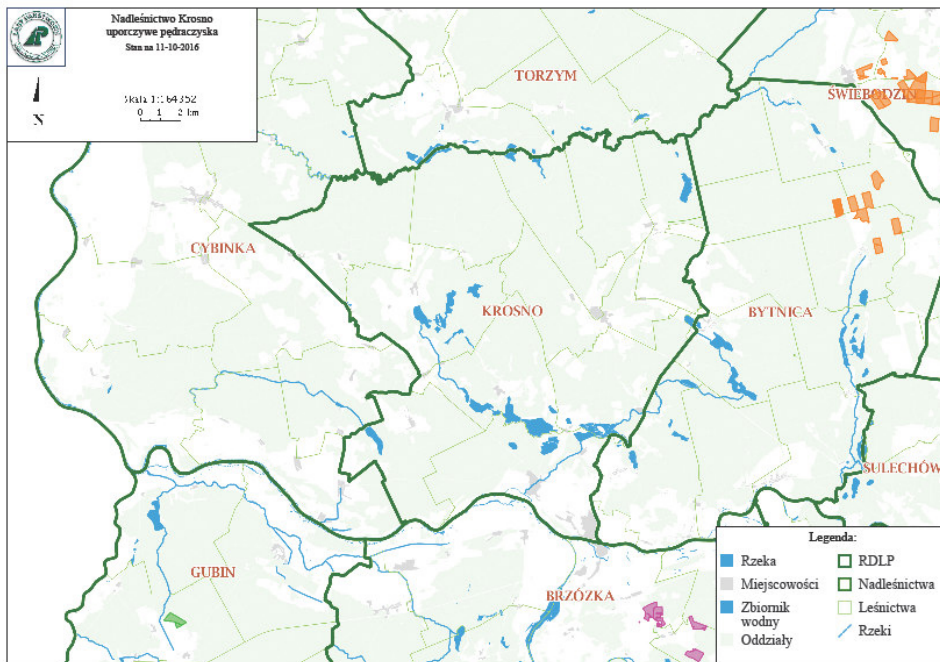 Nadleśnictwo Krosno
uporczywe pędraczyska
Stan na 11-10-2016
Skala 1:164352
0 1 2 km
N
TORZYM
ŚWIEBODZIN
CYBINKA
KROSNO
BYTNICA
SULECHÓW
GUBIN
BRZÓZKA
Legenda:
Rzeka
Miejscowości
Zbiornik
wodny
Oddziały
RDLP
Nadleśnictwa
Leśnictwa
Rzeki